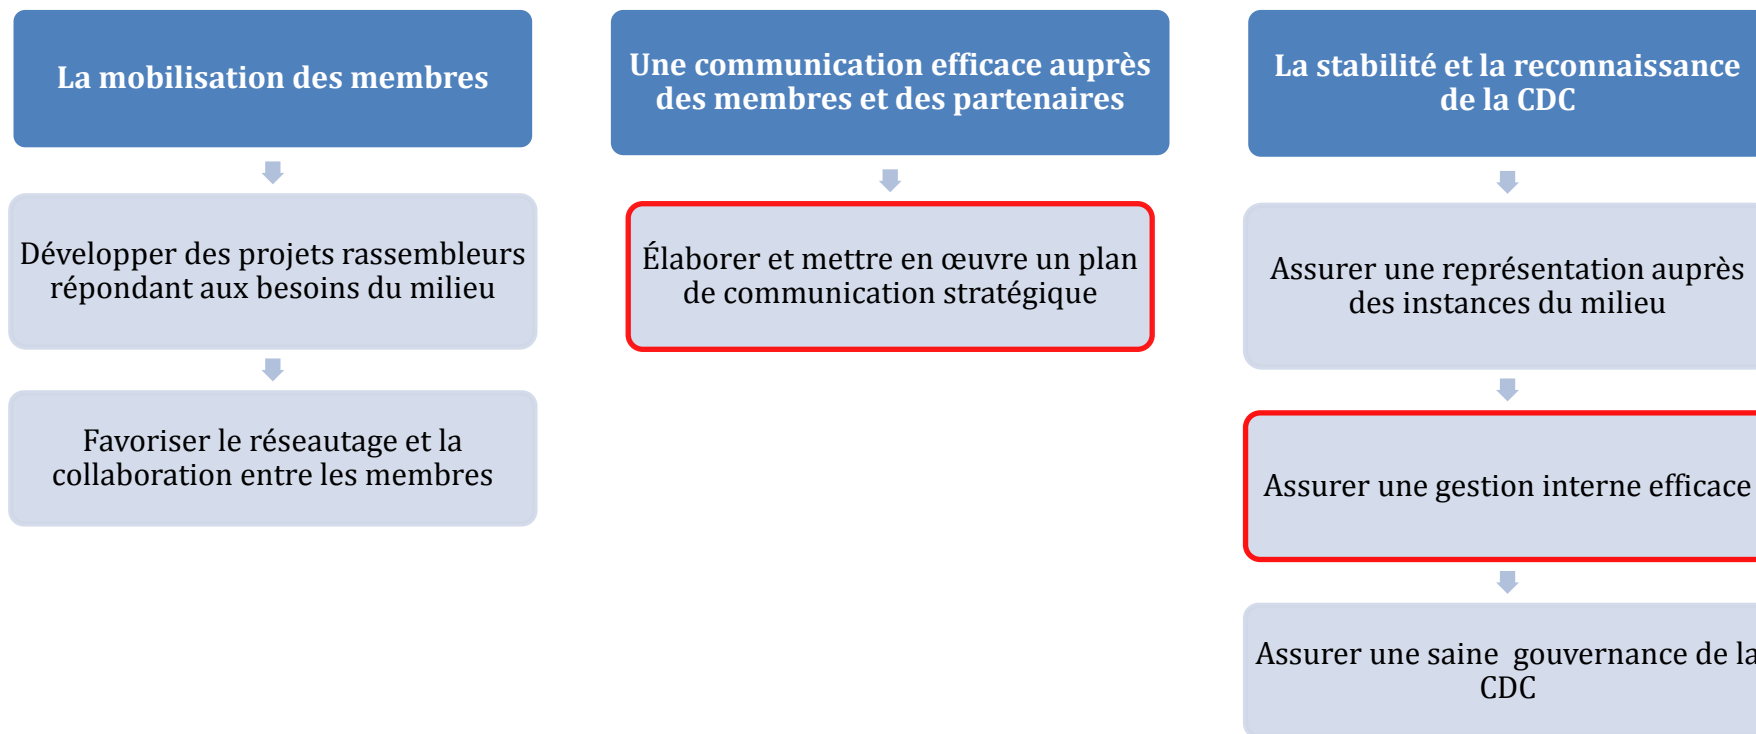 La mobilisation des membres
Développer des projets rassembleurs
répondant aux besoins du milieu
Favoriser le réseautage et la
collaboration entre les membres
Une communication efficace auprès
des membres et des partenaires
Élaborer et mettre en œuvre un plan
de communication stratégique
La stabilité et la reconnaissance
de la CDC
Assurer une représentation auprès
des instances du milieu
Assurer une gestion interne efficace
Assurer une saine  gouvernance de la
CDC